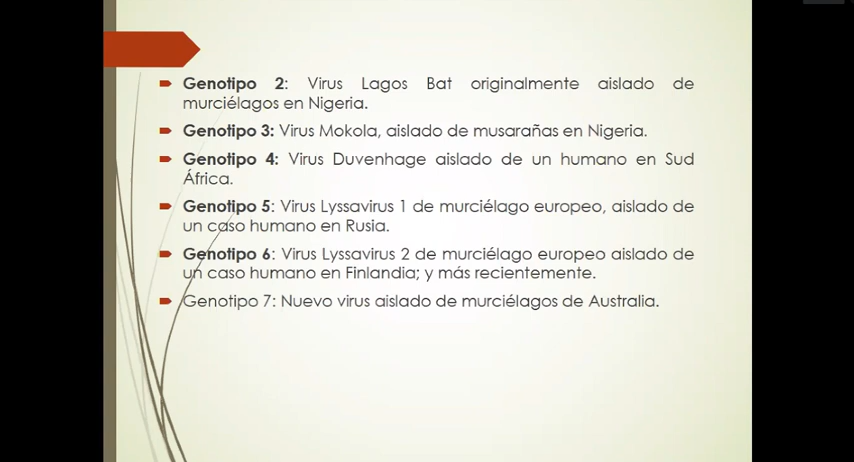 Genotipo 2: Virus Lagos Bat originalmente aislado de
murciélagos en Nigeria.
Genotipo 3: Virus Mokola, aislado de musarañas en Nigeria.
Genotipo 4: Virus Duvenhage aislado de un humano en Sud
África.
Genotipo 5: Virus Lyssavirus 1 de murciélago europeo, aislado de
un caso humano en Rusia.
Genotipo 6: Virus Lyssavirus 2 de murciélago europeo aislado de
un caso humano en Finlandia; y más recientemente.
Genotipo 7: Nuevo virus aislado de murciélagos de Australia.